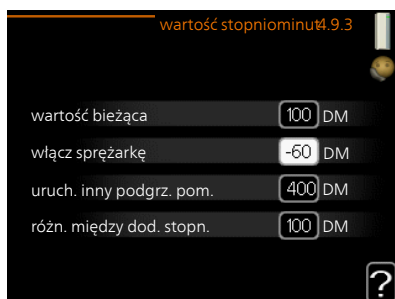 wartość stopniominut4.9.3
wartość bieżąca 100 DM
włącz sprężarkę -60 DM
uruch. inny podgrz. pom. 400 DM
różn. między dod. stopn. 100 DM
?